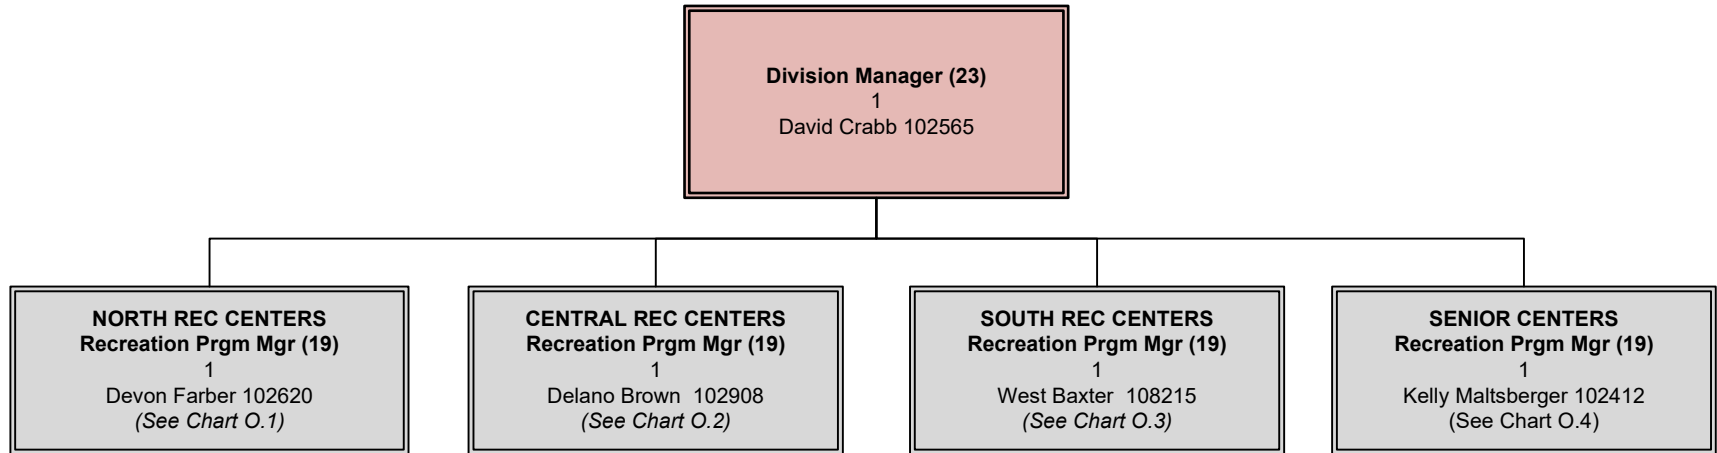 Division Manager (23)
1
David Crabb 102565
NORTH REC CENTERS
Recreation Prgm Mgr (19)
1
Devon Farber 102620
(See Chart O.1)
CENTRAL REC CENTERS
Recreation Prgm Mgr (19)
1
Delano Brown  102908
(See Chart O.2)
SOUTH REC CENTERS
Recreation Prgm Mgr (19)
1
West Baxter  108215
(See Chart O.3)
SENIOR CENTERS
Recreation Prgm Mgr (19)
1
Kelly Maltsberger 102412
(See Chart O.4)